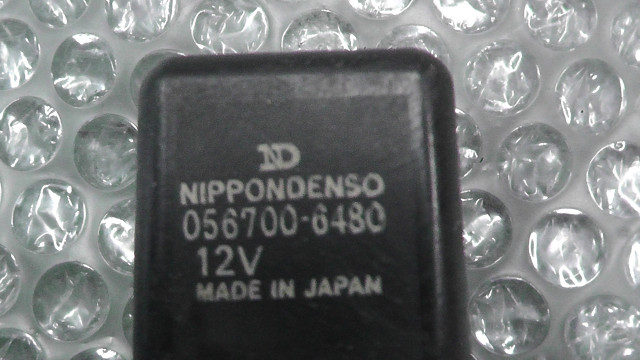 ND
NIPPONDENSO
056700-6480
12V
MADE IN JAPAN